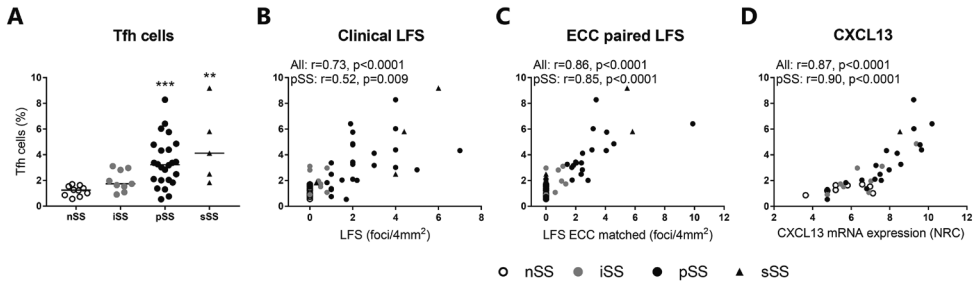 A
Tfh cells
Tfh cells (%)
10
8
6
4
2
0
***
**
nSS iSS pSS sSS
B
Clinical LFS
All: r=0.73, p<0.0001
pSS: r=0.52, p=0.009
10
8
6
4
2
0
0 2 4 6 8
LFS (foci/4mm²)
C
ECC paired LFS
All: r=0.86, p<0.0001
pSS: r=0.85, p<0.0001
10
8
6
4
2
0
0 2 4 6 8 10 12
LFS ECC matched (foci/4mm²)
D
CXCL13
All: r=0.87, p<0.0001
pSS: r=0.90, p<0.0001
10
8
6
4
2
0
2 4 6 8 10 12
CXCL13 mRNA expression (NRC)
nSS iSS pSS sSS